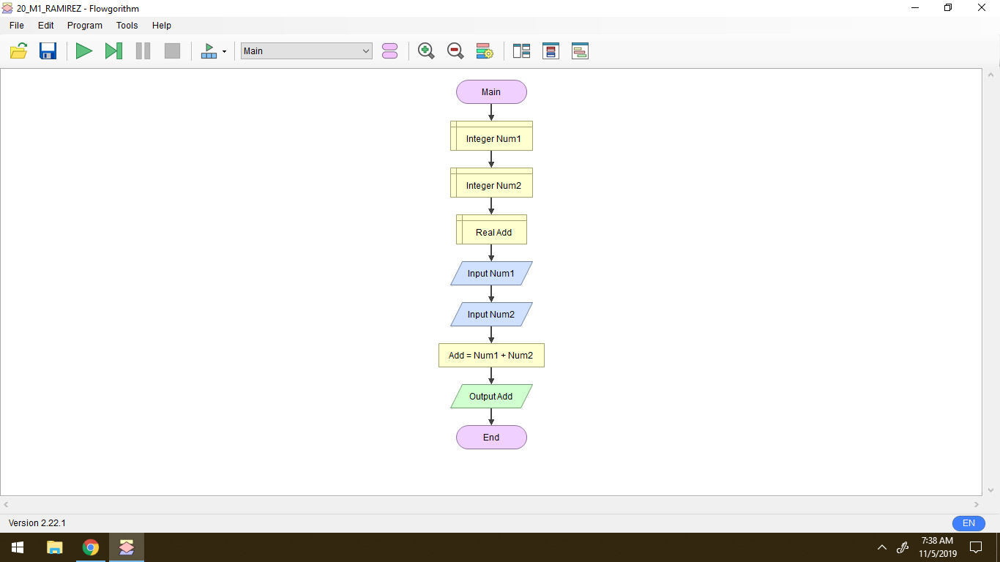 20_M1_RAMIREZ - Flowgorithm
File Edit Program Tools Help
Main
Main
Integer Num1
Integer Num2
Real Add
Input Num1
Input Num2
Add = Num1 + Num2
Output Add
End
Version 2.22.1
EN
7:38 AM
11/5/2019